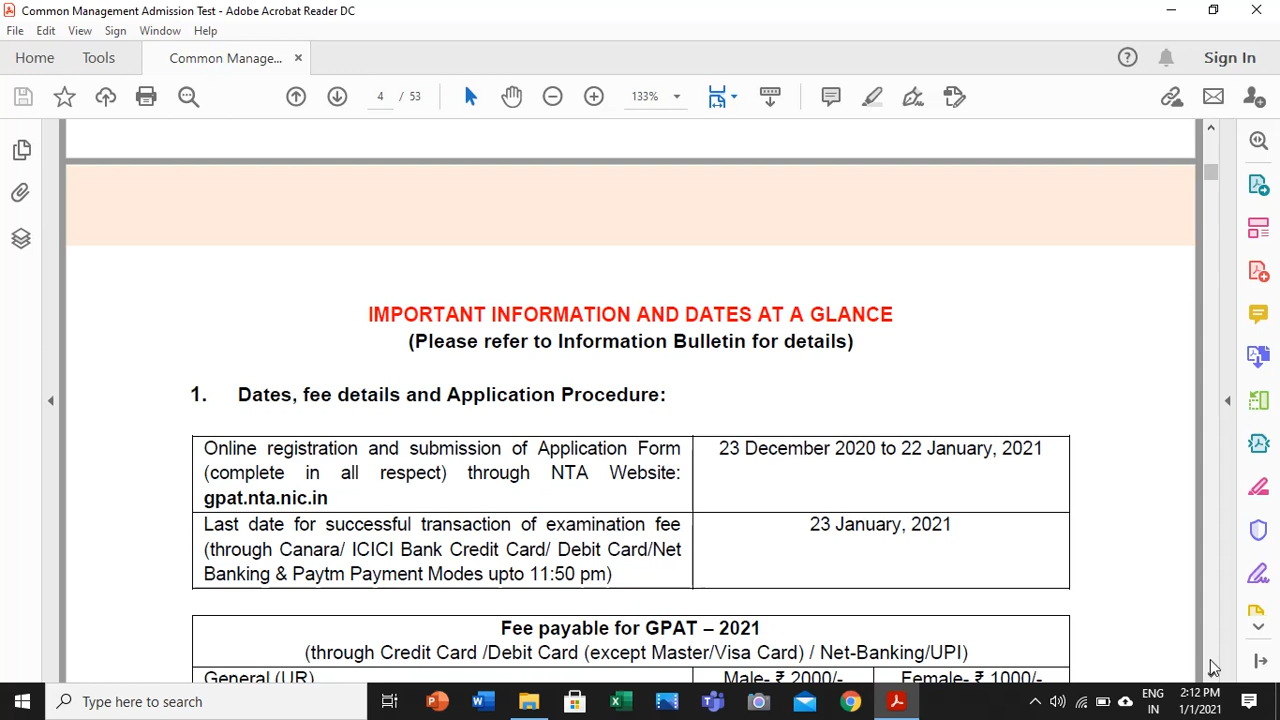 Common Management Admission Test - Adobe Acrobat Reader DC
File Edit View Sign Window Help
Home Tools Common Manage... Sign In
4 / 53 133%
IMPORTANT INFORMATION AND DATES AT A GLANCE
(Please refer to Information Bulletin for details)
1. Dates, fee details and Application Procedure:
Online registration and submission of Application Form 23 December 2020 to 22 January, 2021
(complete in all respect) through NTA Website:
gpat.nta.nic.in
Last date for successful transaction of examination fee 23 January, 2021
(through Canara/ ICICI Bank Credit Card/ Debit Card/Net
Banking & Paytm Payment Modes upto 11:50 pm)
Fee payable for GPAT – 2021
(through Credit Card /Debit Card (except Master/Visa Card) / Net-Banking/UPI)
General (UR) Male- ₹ 2000/- Female- ₹ 1000/-
Type here to search
ENG 2:12 PM
IN 1/1/2021